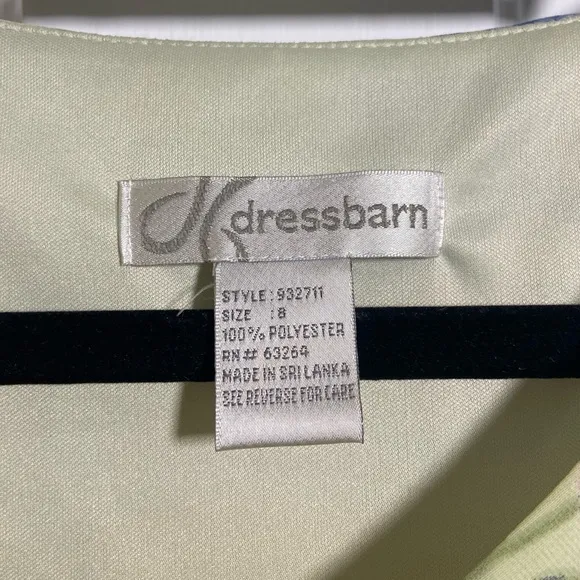 dressbarn
STYLE : 932711
SIZE : 8
100% POLYESTER
RN# 63264
MADE IN SRI LANKA
SEE REVERSE FOR CARE